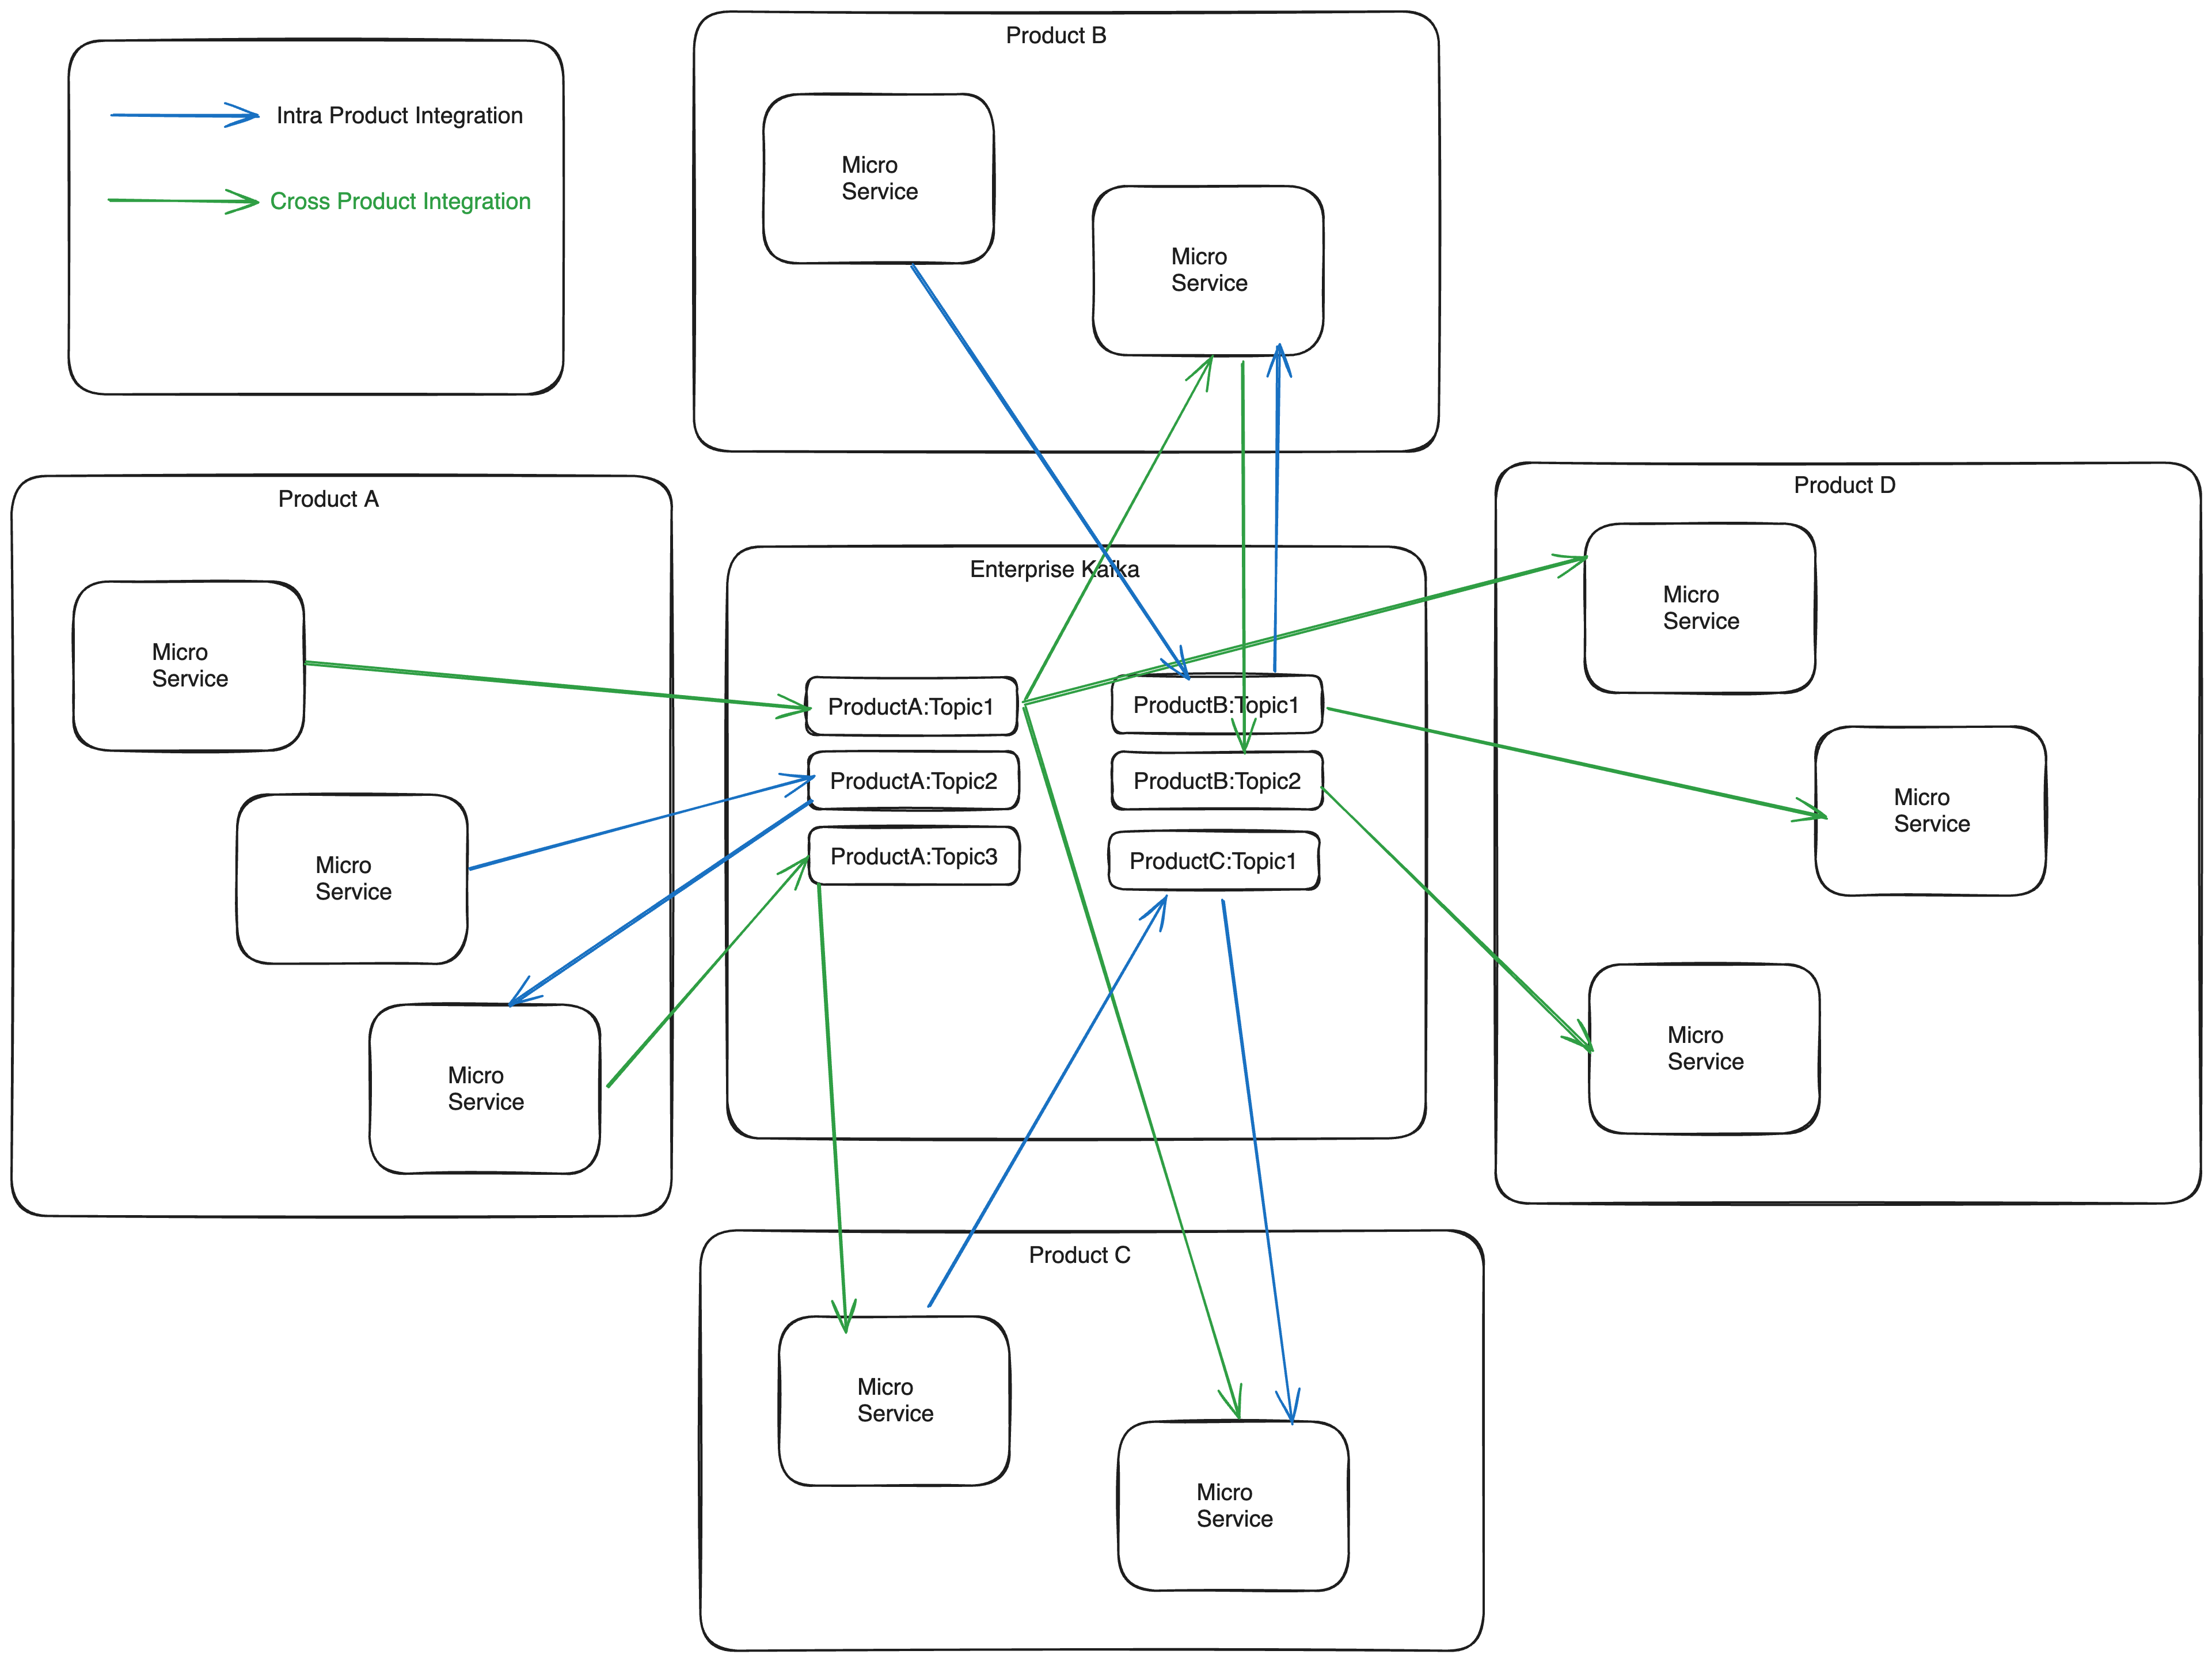 Product B
Intra Product Integration
Cross Product Integration
Micro
Service
Micro
Service
Product A
Product D
Enterprise Kafka
Micro
Service
Micro
Service
ProductA:Topic1
ProductB:Topic1
ProductA:Topic2
ProductB:Topic2
Micro
Service
ProductA:Topic3
ProductC:Topic1
Micro
Service
Micro
Service
Micro
Service
Product C
Micro
Service
Micro
Service